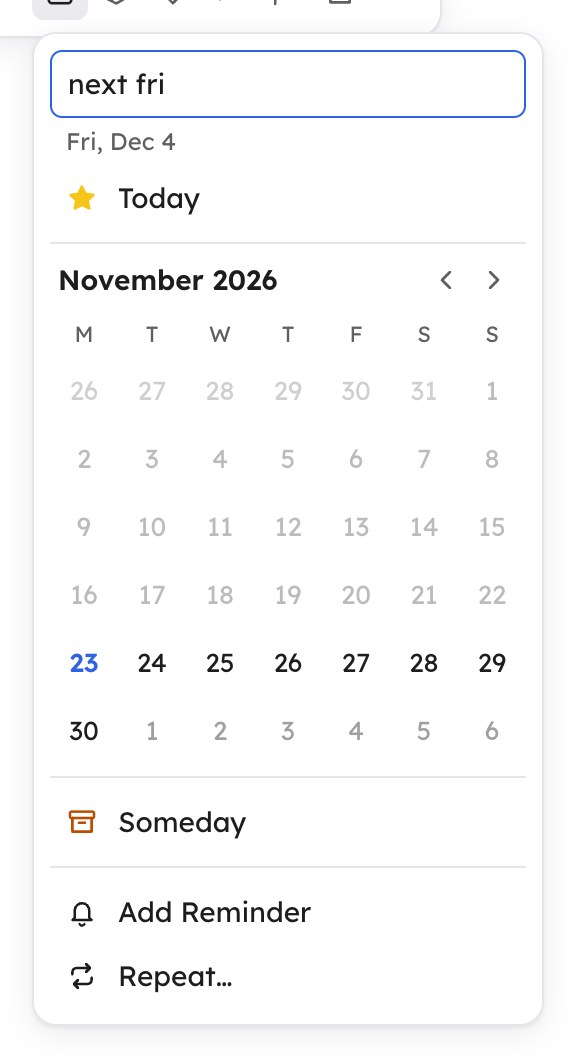 next fri
Fri, Dec 4
Today
November 2026
M T W T F S S
26 27 28 29 30 31 1
2 3 4 5 6 7 8
9 10 11 12 13 14 15
16 17 18 19 20 21 22
23 24 25 26 27 28 29
30 1 2 3 4 5 6
Someday
Add Reminder
Repeat...